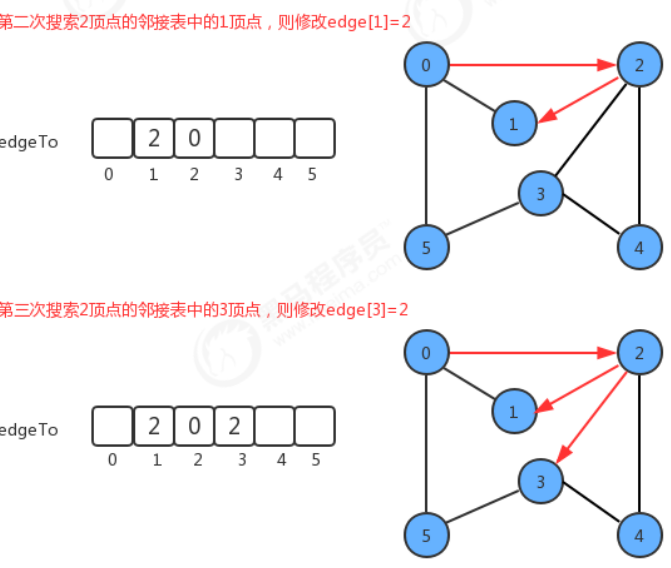 第二次搜索2顶点的邻接表中的1顶点，则修改edge[1]=2
0 2
1
edgeTo 2 0
0 1 2 3 4 5
3
5 4
黑马程序员™
第三次搜索2顶点的邻接表中的3顶点，则修改edge[3]=2
0 2
1
edgeTo 2 0 2
0 1 2 3 4 5
3
5 4